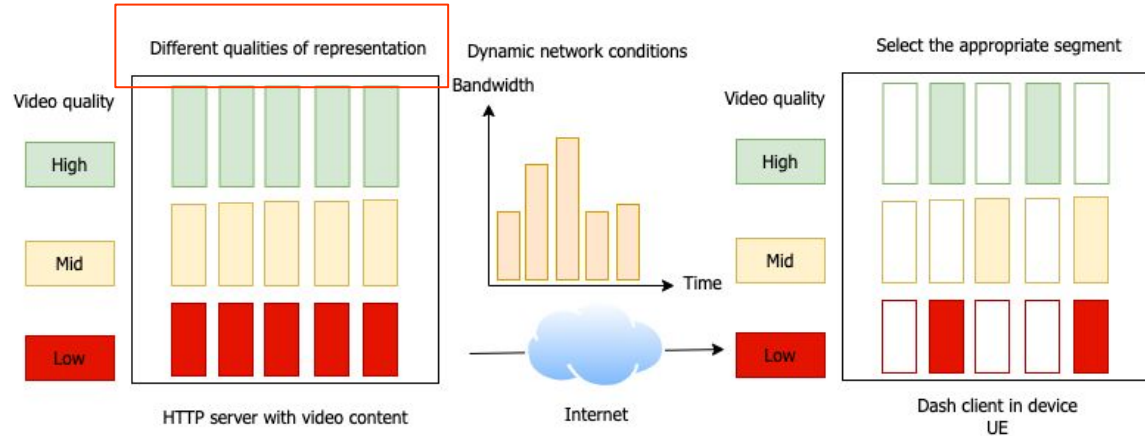 Different qualities of representation
Dynamic network conditions
Select the appropriate segment
Video quality
Bandwidth
Video quality
High
High
Mid
Mid
Time
Low
Low
HTTP server with video content
Internet
Dash client in device
UE